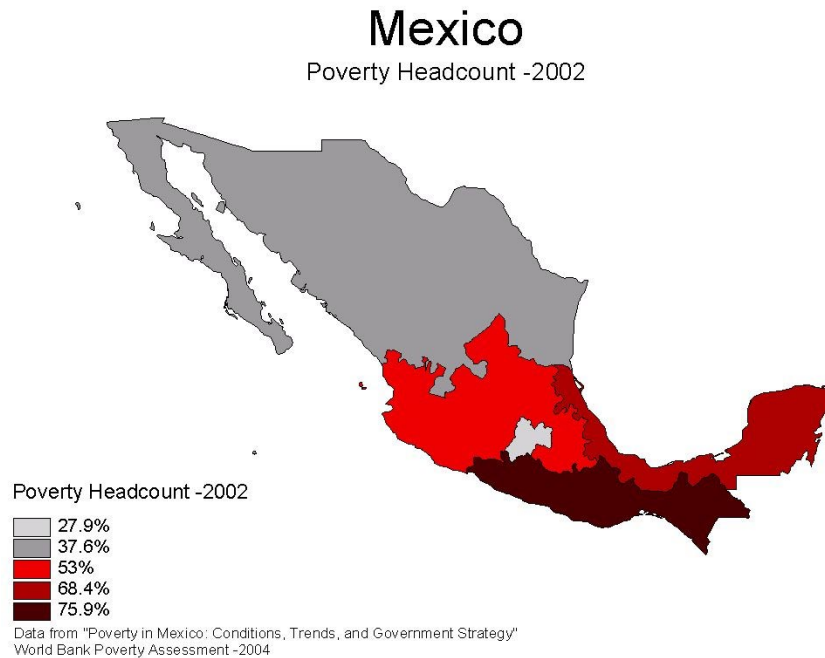 Mexico
Poverty Headcount -2002
Poverty Headcount -2002
27.9%
37.6%
53%
68.4%
75.9%
Data from "Poverty in Mexico: Conditions, Trends, and Government Strategy"
World Bank Poverty Assessment -2004